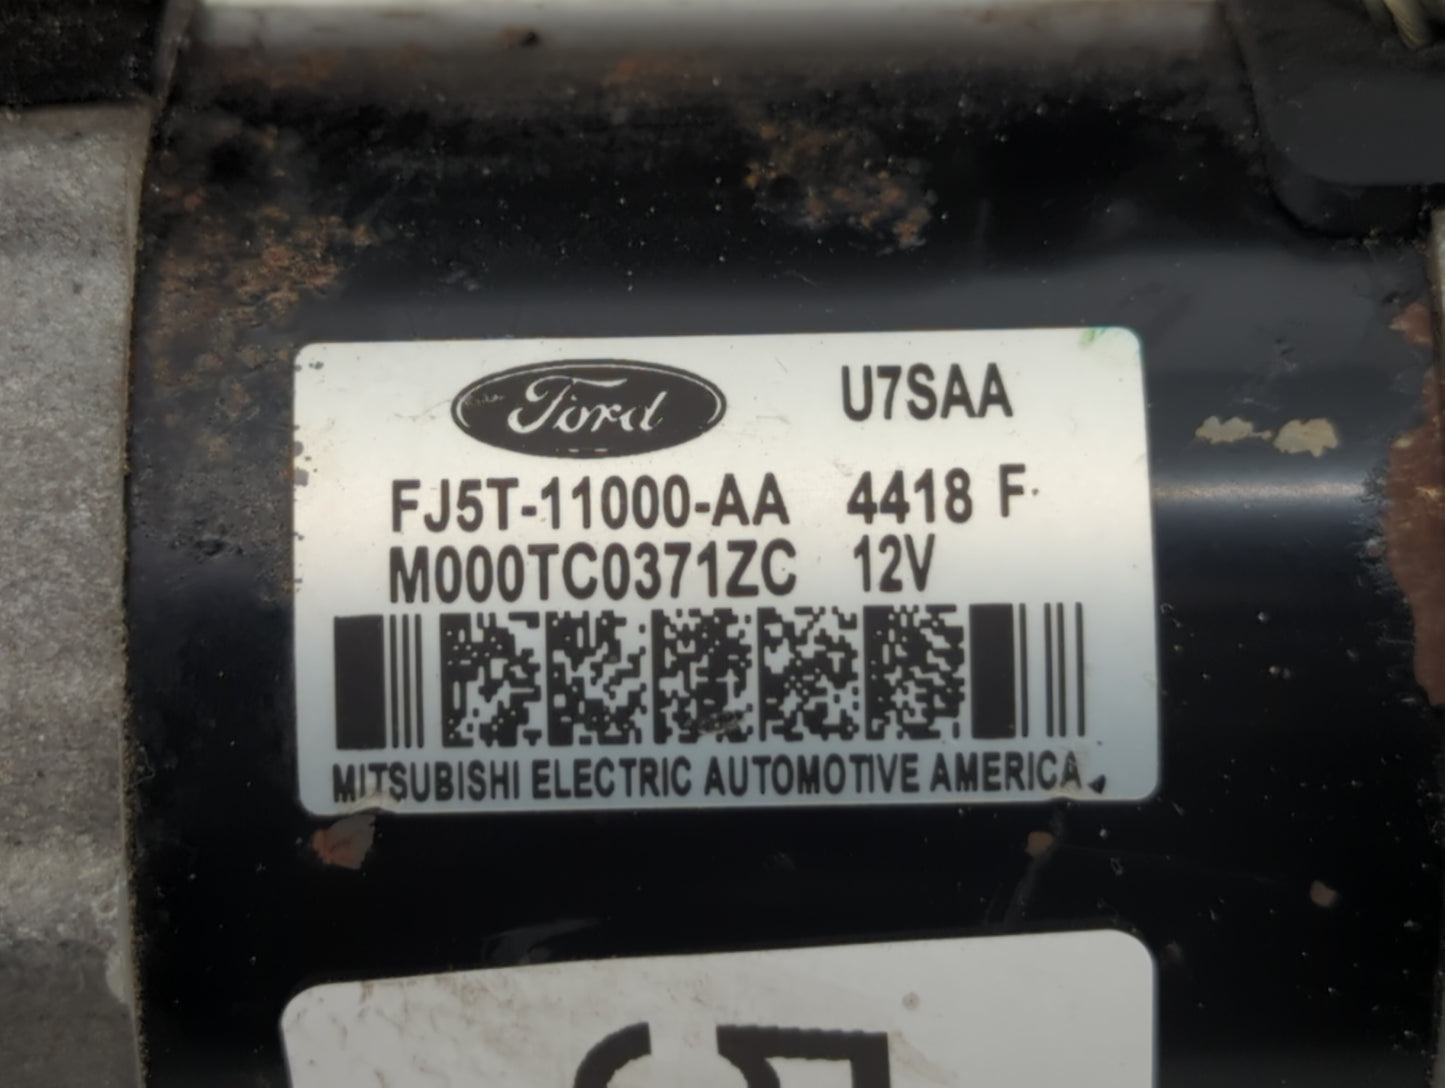 Ford U7SAA
FJ5T-11000-AA 4418 F
M000TC0371ZC 12V
MITSUBISHI ELECTRIC AUTOMOTIVE AMERICA